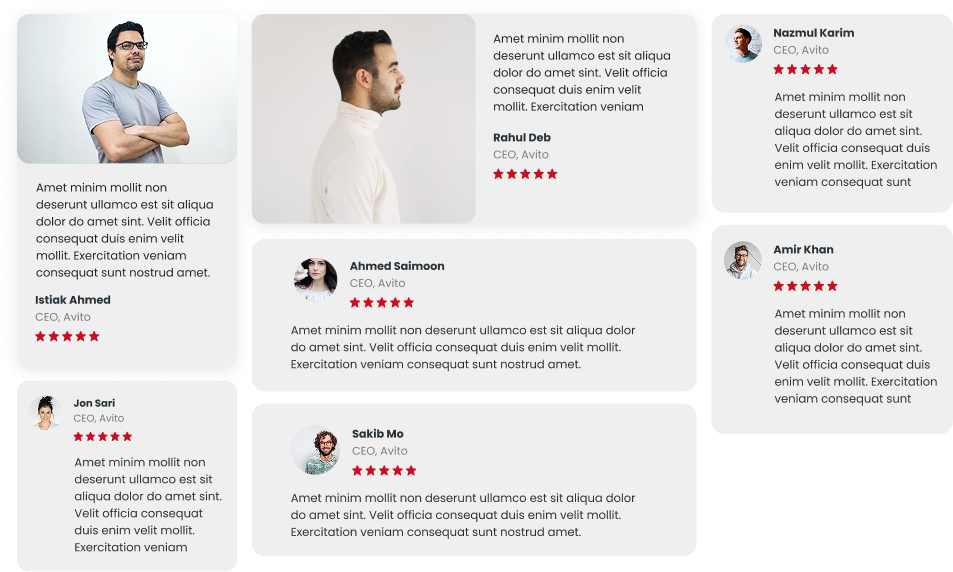 Amet minim mollit non
deserunt ullamco est sit aliqua
dolor do amet sint. Velit officia
consequat duis enim velit
mollit. Exercitation veniam
consequat sunt nostrud amet.
Istiak Ahmed
CEO, Avito
Jon Sari
CEO, Avito
Amet minim mollit non
deserunt ullamco est sit
aliqua dolor do amet sint.
Velit officia consequat
duis enim velit mollit.
Exercitation veniam
Amet minim mollit non
deserunt ullamco est sit aliqua
dolor do amet sint. Velit officia
consequat duis enim velit
mollit. Exercitation veniam
Rahul Deb
CEO, Avito
Ahmed Saimoon
CEO, Avito
Amet minim mollit non deserunt ullamco est sit aliqua dolor
do amet sint. Velit officia consequat duis enim velit mollit.
Exercitation veniam consequat sunt nostrud amet.
Sakib Mo
CEO, Avito
Amet minim mollit non deserunt ullamco est sit aliqua dolor
do amet sint. Velit officia consequat duis enim velit mollit.
Exercitation veniam consequat sunt nostrud amet.
Nazmul Karim
CEO, Avito
Amet minim mollit non
deserunt ullamco est sit
aliqua dolor do amet sint.
Velit officia consequat duis
enim velit mollit. Exercitation
veniam consequat sunt
Amir Khan
CEO, Avito
Amet minim mollit non
deserunt ullamco est sit
aliqua dolor do amet sint.
Velit officia consequat duis
enim velit mollit. Exercitation
veniam consequat sunt